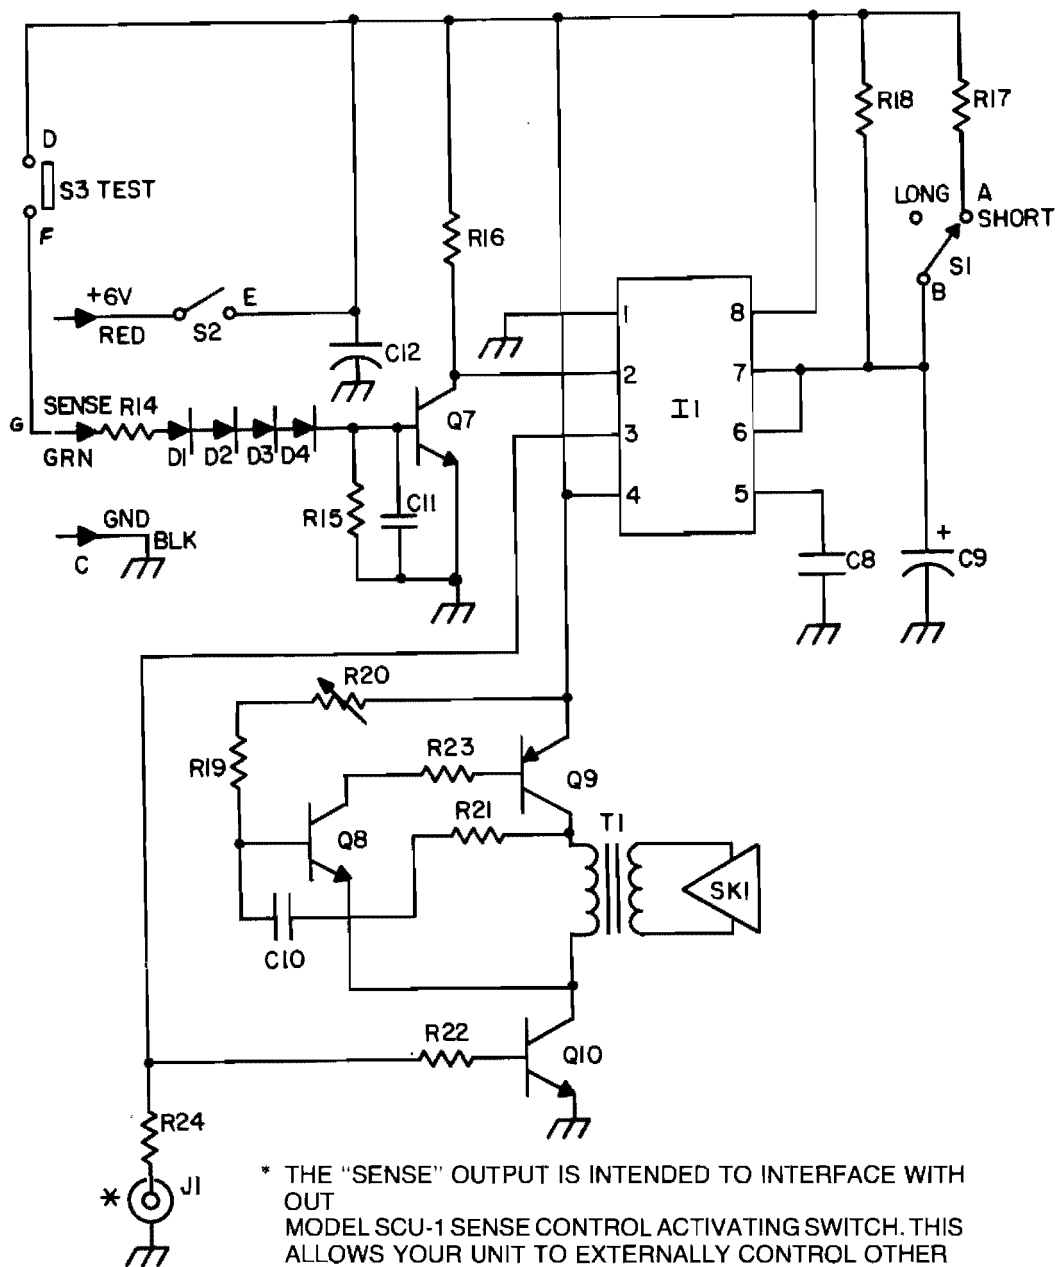 D
S3 TEST
F
R18
R17
LONG
A
SHORT
S1
B
R16
+6V
E
RED
S2
C12
1
8
2
7
I1
3
6
4
5
Q7
G
SENSE
R14
GRN
D1
D2
D3
D4
R15
C11
GND
BLK
C
C8
+
C9
R20
R19
R23
Q9
Q8
R21
T1
SK1
C10
R22
Q10
R24
*
J1
* THE "SENSE" OUTPUT IS INTENDED TO INTERFACE WITH
OUT
MODEL SCU-1 SENSE CONTROL ACTIVATING SWITCH. THIS
ALLOWS YOUR UNIT TO EXTERNALLY CONTROL OTHER